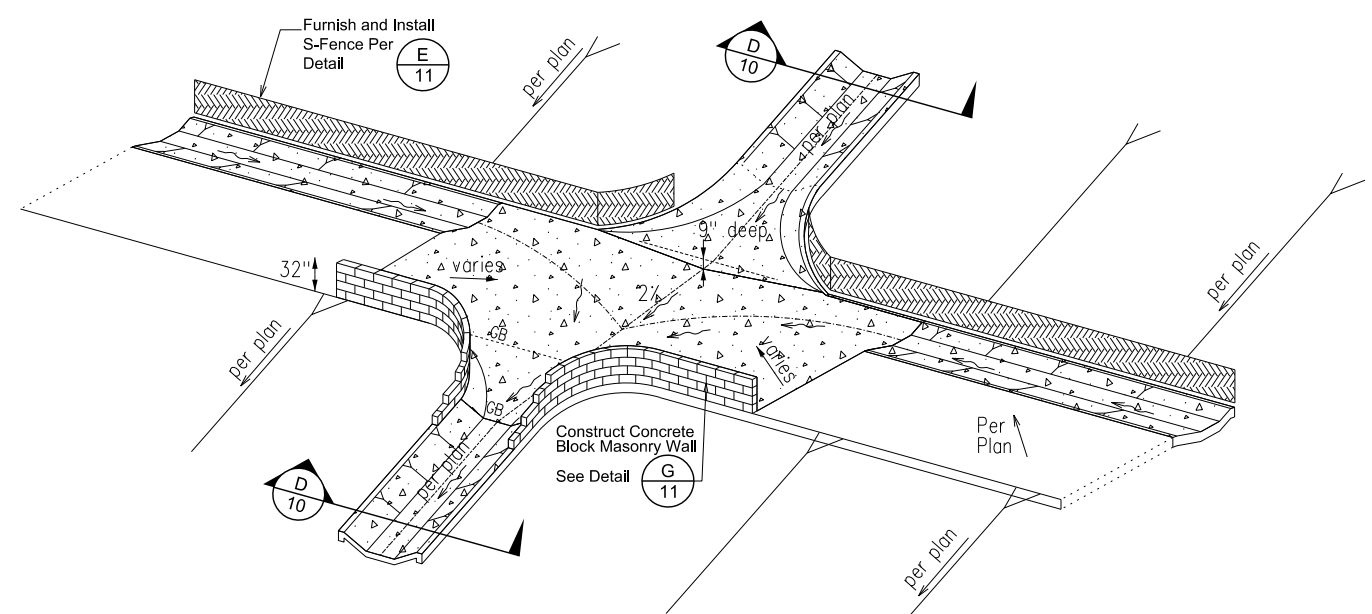 Furnish and Install
S-Fence Per
Detail
E
11
per plan
D
10
per plan
per plan
per plan
9" deep
32"
varies
2%
GB
per plan
varies
GB
Construct Concrete
Block Masonry Wall
See Detail
G
11
Per
Plan
per plan
D
10
per plan